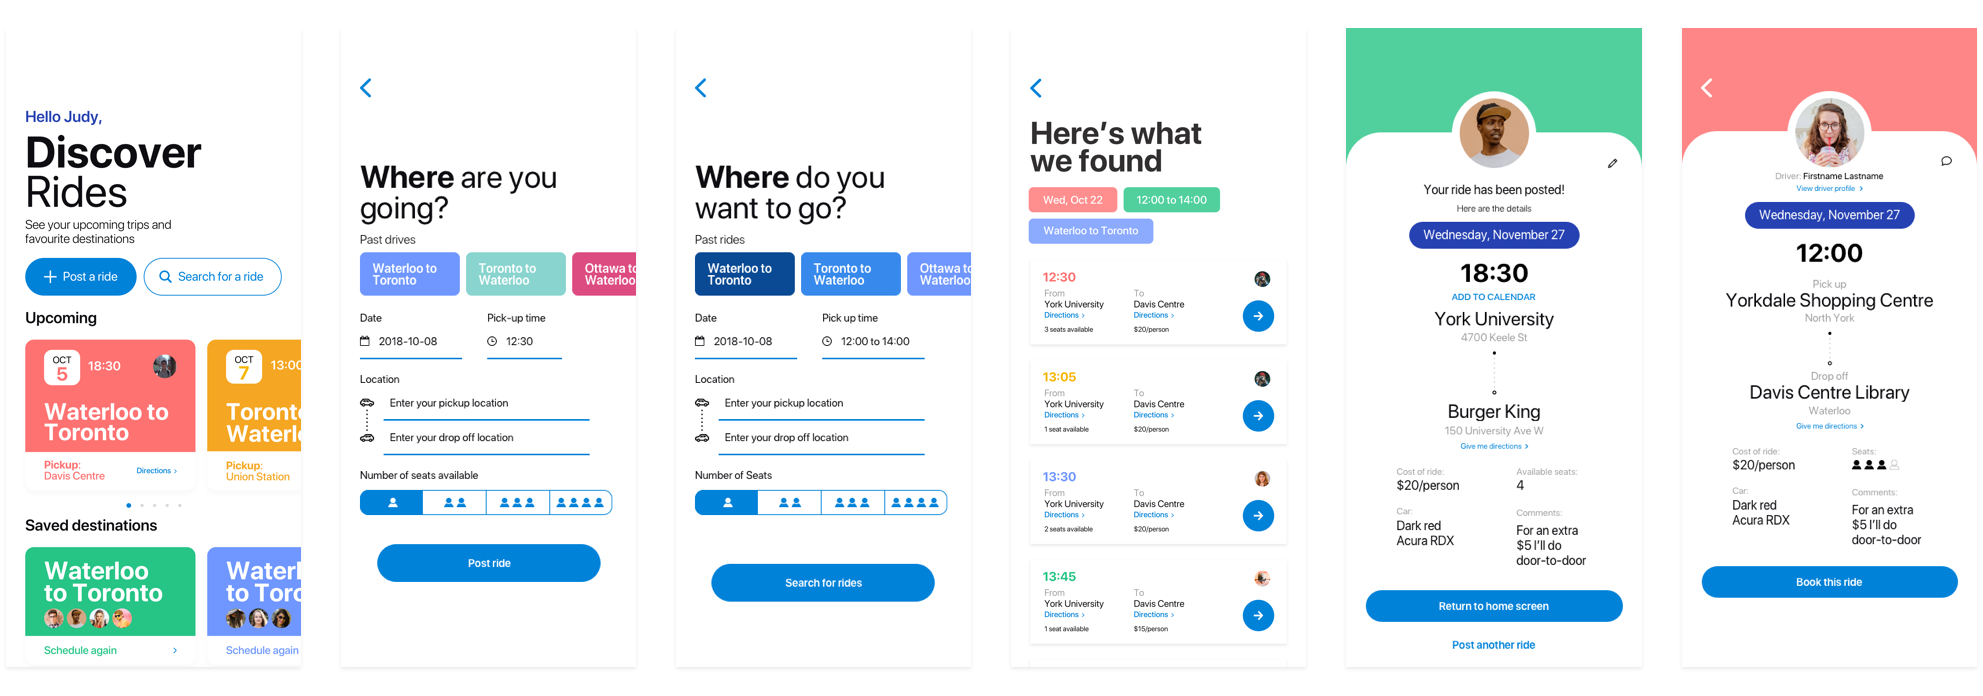 Hello Judy,
Discover
Rides
See your upcoming trips and
favourite destinations
Post a ride
Search for a ride
Upcoming
OCT
5
18:30
Waterloo to
Toronto
Pickup:
Davis Centre
Directions >
OCT
7
13:00
Toront
Waterl
Pickup:
Union Station
Saved destinations
Waterloo
to Toronto
Schedule again >
Waterl
to Toro
Schedule again
Where are you
going?
Past drives
Waterloo to
Toronto
Toronto to
Waterloo
Ottawa to
Waterloo
Date
2018-10-08
Pick-up time
12:30
Location
Enter your pickup location
Enter your drop off location
Number of seats available
Post ride
Where do you
want to go?
Past rides
Waterloo to
Toronto
Toronto to
Waterloo
Ottawa to
Waterloo
Date
2018-10-08
Pick up time
12:00 to 14:00
Location
Enter your pickup location
Enter your drop off location
Number of Seats
Search for rides
Here's what
we found
Wed, Oct 22
12:00 to 14:00
Waterloo to Toronto
12:30
From
York University
Directions >
3 seats available
To
Davis Centre
Directions >
$20/person
13:05
From
York University
Directions >
1 seat available
To
Davis Centre
Directions >
$20/person
13:30
From
York University
Directions >
2 seats available
To
Davis Centre
Directions >
$20/person
13:45
From
York University
Directions >
1 seat available
To
Davis Centre
Directions >
$15/person
Your ride has been posted!
Here are the details
Wednesday, November 27
18:30
ADD TO CALENDAR
York University
4700 Keele St
Burger King
150 University Ave W
Give me directions >
Cost of ride:
$20/person
Available seats:
4
Car:
Dark red
Acura RDX
Comments:
For an extra
$5 I'll do
door-to-door
Return to home screen
Post another ride
Driver: Firstname Lastname
View driver profile >
Wednesday, November 27
12:00
Pick up
Yorkdale Shopping Centre
North York
Drop off
Davis Centre Library
Waterloo
Give me directions >
Cost of ride:
$20/person
Seats:
Car:
Dark red
Acura RDX
Comments:
For an extra
$5 I'll do
door-to-door
Book this ride